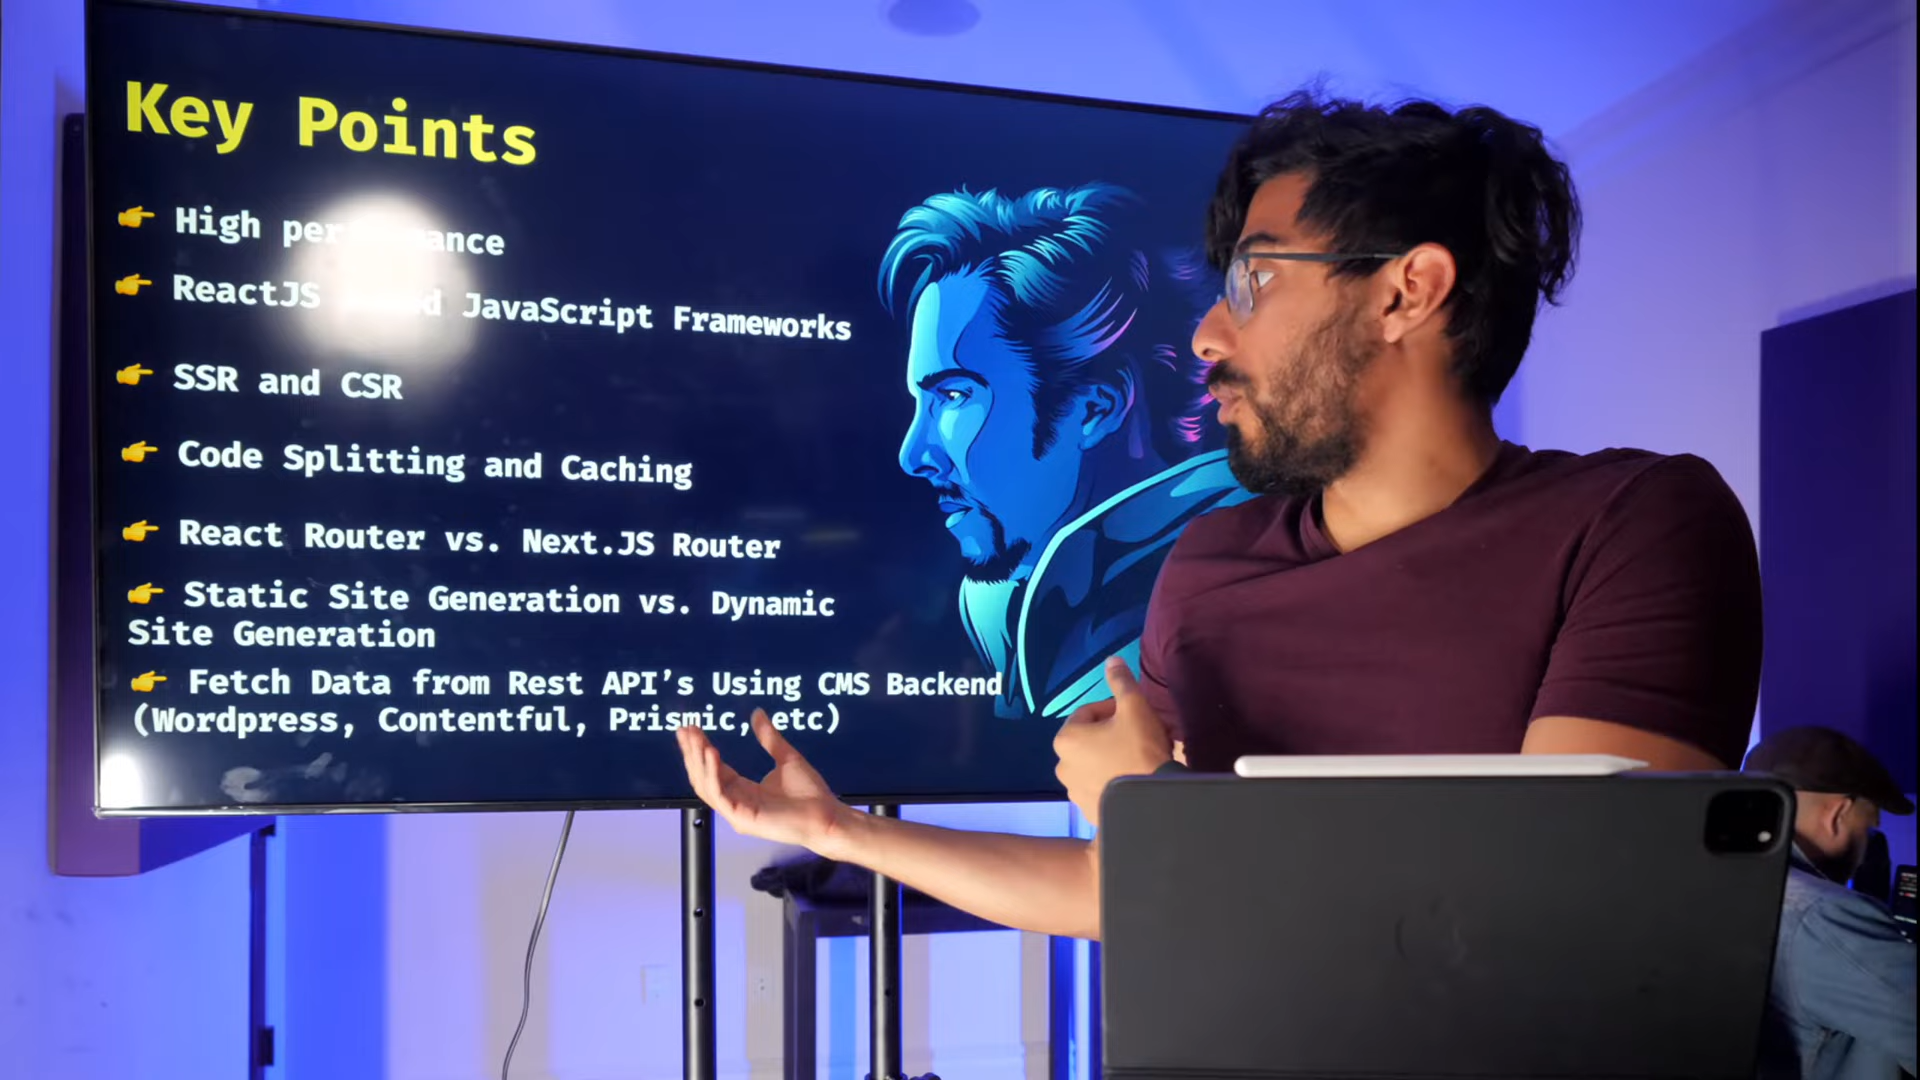 Key Points
👉 High performance
👉 ReactJS JavaScript Frameworks
👉 SSR and CSR
👉 Code Splitting and Caching
👉 React Router vs. Next.JS Router
👉 Static Site Generation vs. Dynamic
Site Generation
👉 Fetch Data from Rest API’s Using CMS Backend
(Wordpress, Contentful, Prismic, etc)